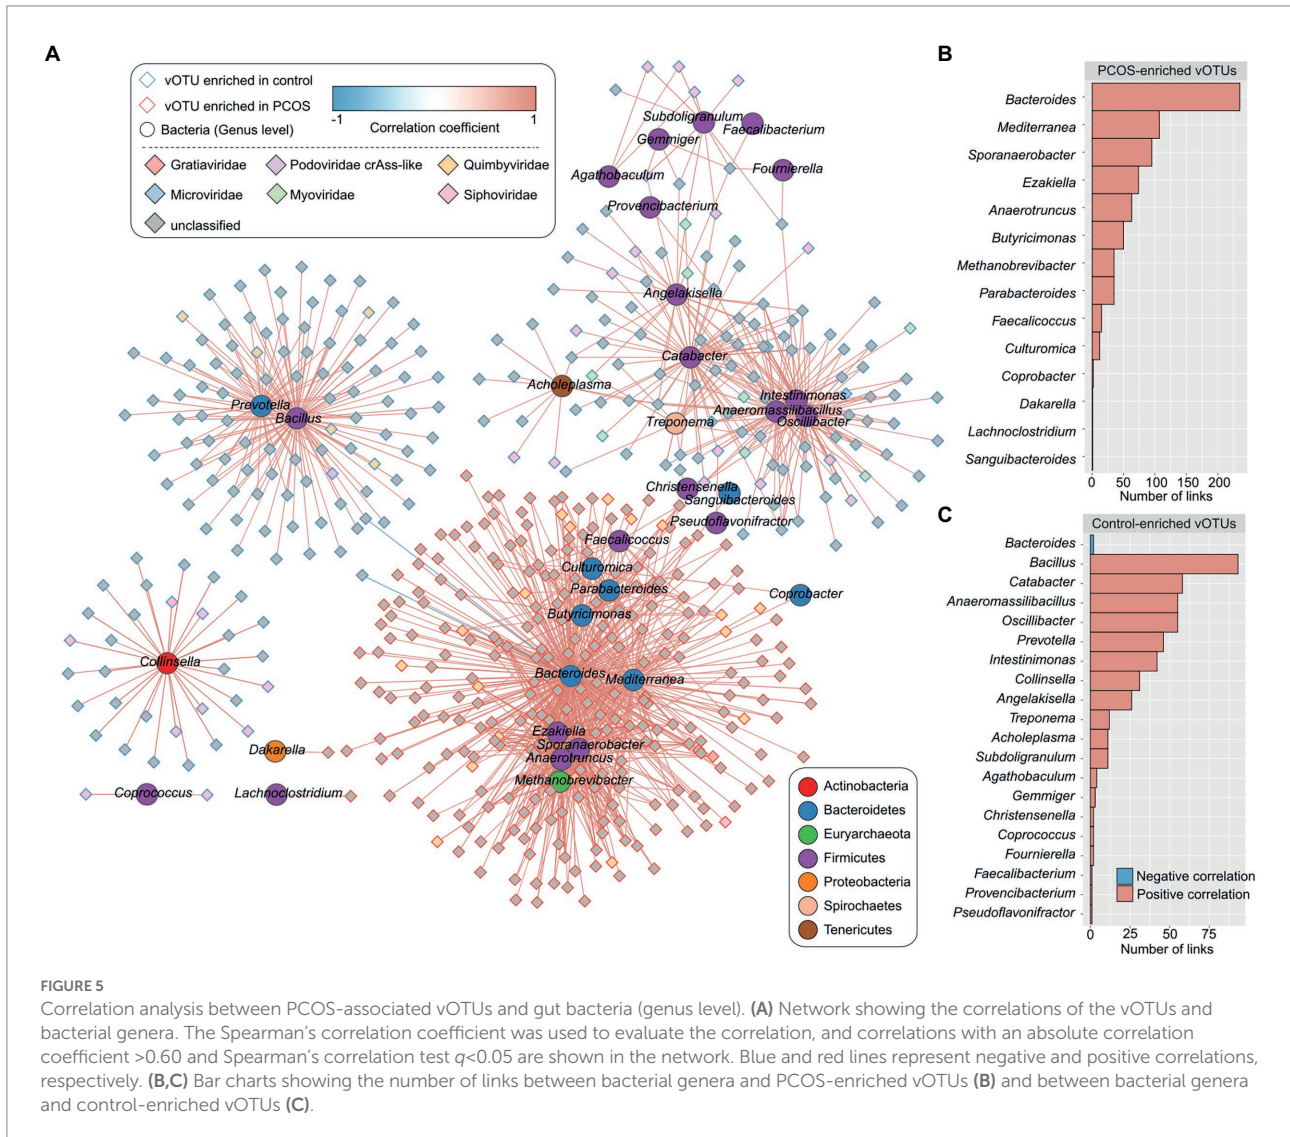 A
vOTU enriched in control
vOTU enriched in PCOS
Bacteria (Genus level)
-1
1
Correlation coefficient
Gratiaviridae
Podoviridae crAss-like
Quimbyviridae
Microviridae
Myoviridae
Siphoviridae
unclassified
Subdoligranulum
Faecalibacterium
Gemmiger
Agathobaculum
Fournierella
Provencibacterium
Angelakisella
Catabacter
Acholeplasma
Intestinimonas
Anaeromassilibacillus
Oscillibacter
Treponema
Prevotella
Bacillus
Christensenella
Sanguibacteroides
Pseudoflavonifractor
Faecalicoccus
Culturomica
Parabacteroides
Coprobacter
Butyricimonas
Bacteroides
Mediterranea
Collinsella
Ezakiella
Sporanaerobacter
Anaerotruncus
Methanobrevibacter
Dakarella
Coprococcus
Lachnoclostridium
Actinobacteria
Bacteroidetes
Euryarchaeota
Firmicutes
Proteobacteria
Spirochaetes
Tenericutes
B
PCOS-enriched vOTUs
Bacteroides
Mediterranea
Sporanaerobacter
Ezakiella
Anaerotruncus
Butyricimonas
Methanobrevibacter
Parabacteroides
Faecalicoccus
Culturomica
Coprobacter
Dakarella
Lachnoclostridium
Sanguibacteroides
0 50 100 150 200
Number of links
C
Control-enriched vOTUs
Bacteroides
Bacillus
Catabacter
Anaeromassilibacillus
Oscillibacter
Prevotella
Intestinimonas
Collinsella
Angelakisella
Treponema
Acholeplasma
Subdoligranulum
Agathobaculum
Gemmiger
Christensenella
Coprococcus
Fournierella
Faecalibacterium
Provencibacterium
Pseudoflavonifractor
Negative correlation
Positive correlation
0 25 50 75
Number of links
FIGURE 5
Correlation analysis between PCOS-associated vOTUs and gut bacteria (genus level). (A) Network showing the correlations of the vOTUs and
bacterial genera. The Spearman's correlation coefficient was used to evaluate the correlation, and correlations with an absolute correlation
coefficient >0.60 and Spearman's correlation test q<0.05 are shown in the network. Blue and red lines represent negative and positive correlations,
respectively. (B,C) Bar charts showing the number of links between bacterial genera and PCOS-enriched vOTUs (B) and between bacterial genera
and control-enriched vOTUs (C).